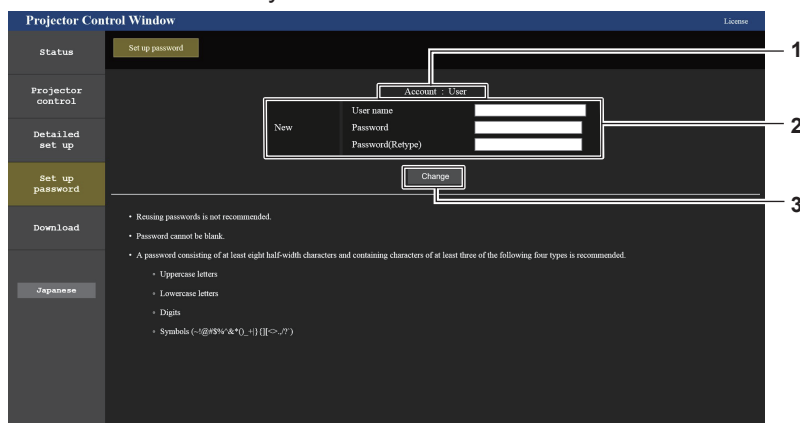 Projector Control Window
License
Status
Set up password
1
Projector
control
Account : User
User name
2
New
Password
Password(Retype)
Detailed
set up
Set up
password
Change
3
• Reusing passwords is not recommended.
Download
• Password cannot be blank.
• A password consisting of at least eight half-width characters and containing characters of at least three of the following four types is recommended.
Uppercase letters
Japanese
Lowercase letters
Digits
Symbols